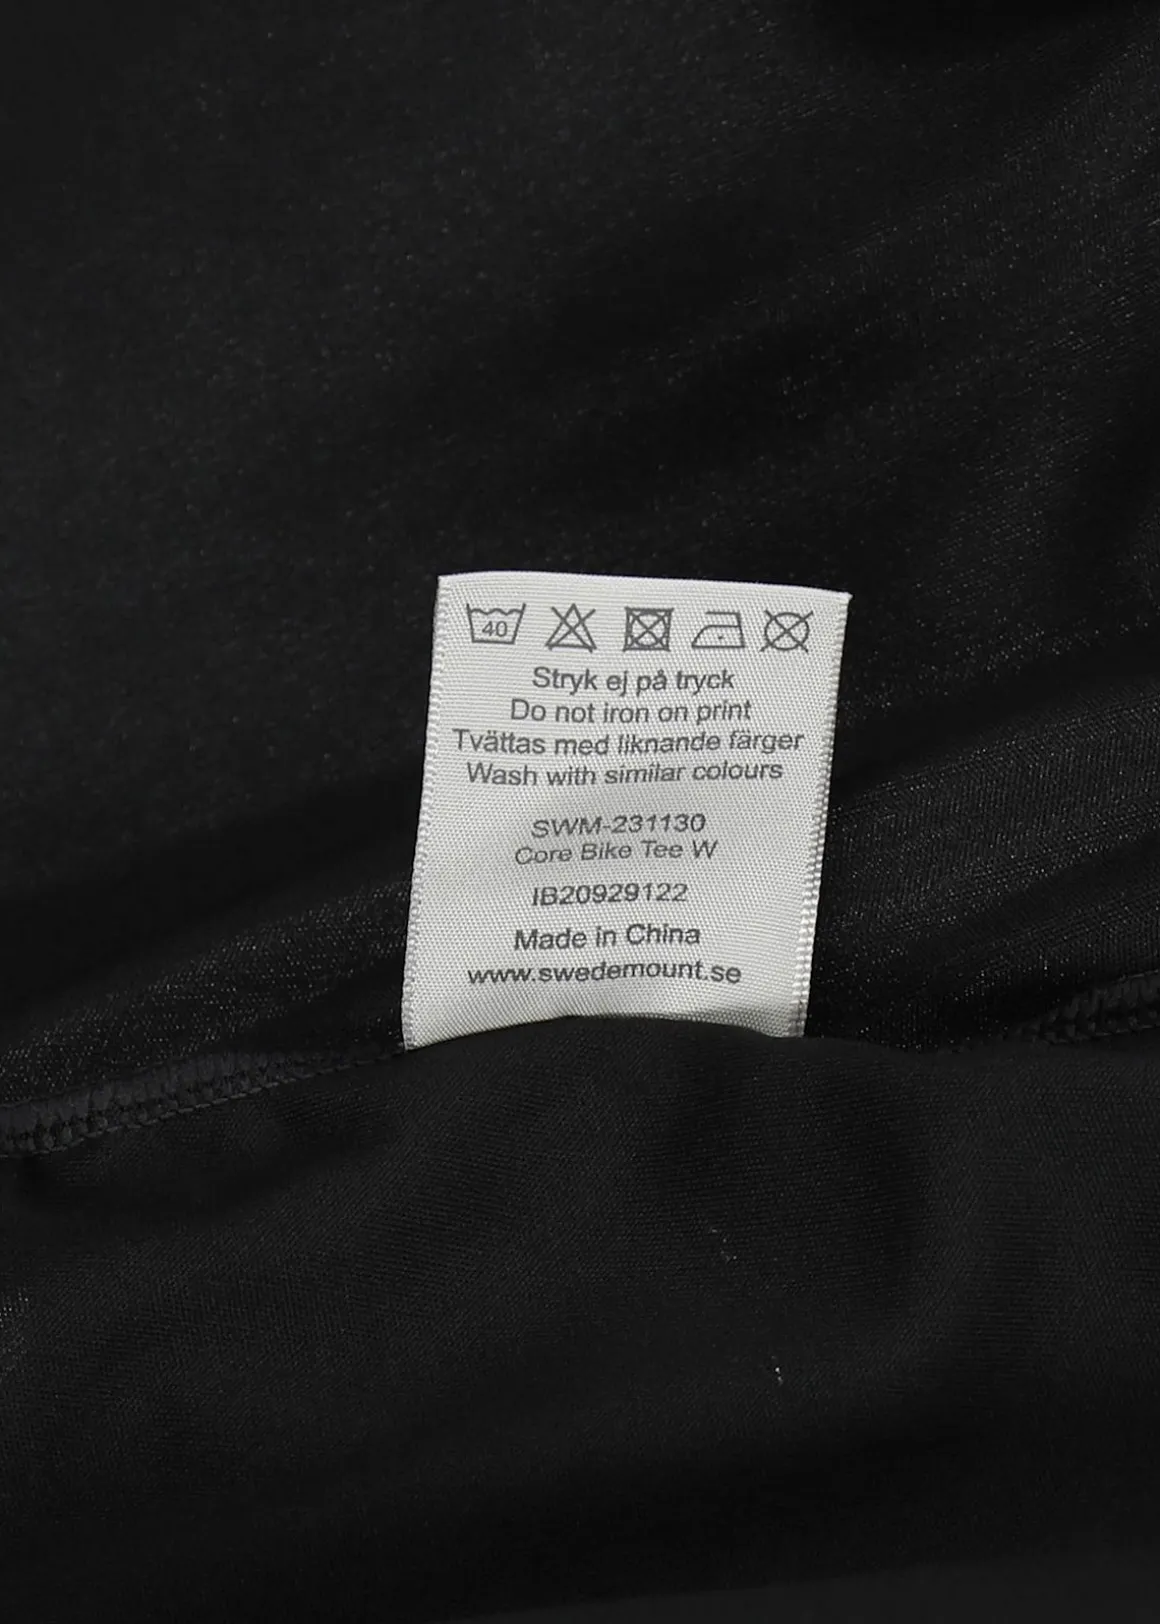 40
Stryk ej på tryck
Do not iron on print
Tvättas med liknande färger
Wash with similar colours
SWM-231130
Core Bike Tee W
IB20929122
Made in China
www.swedemount.se